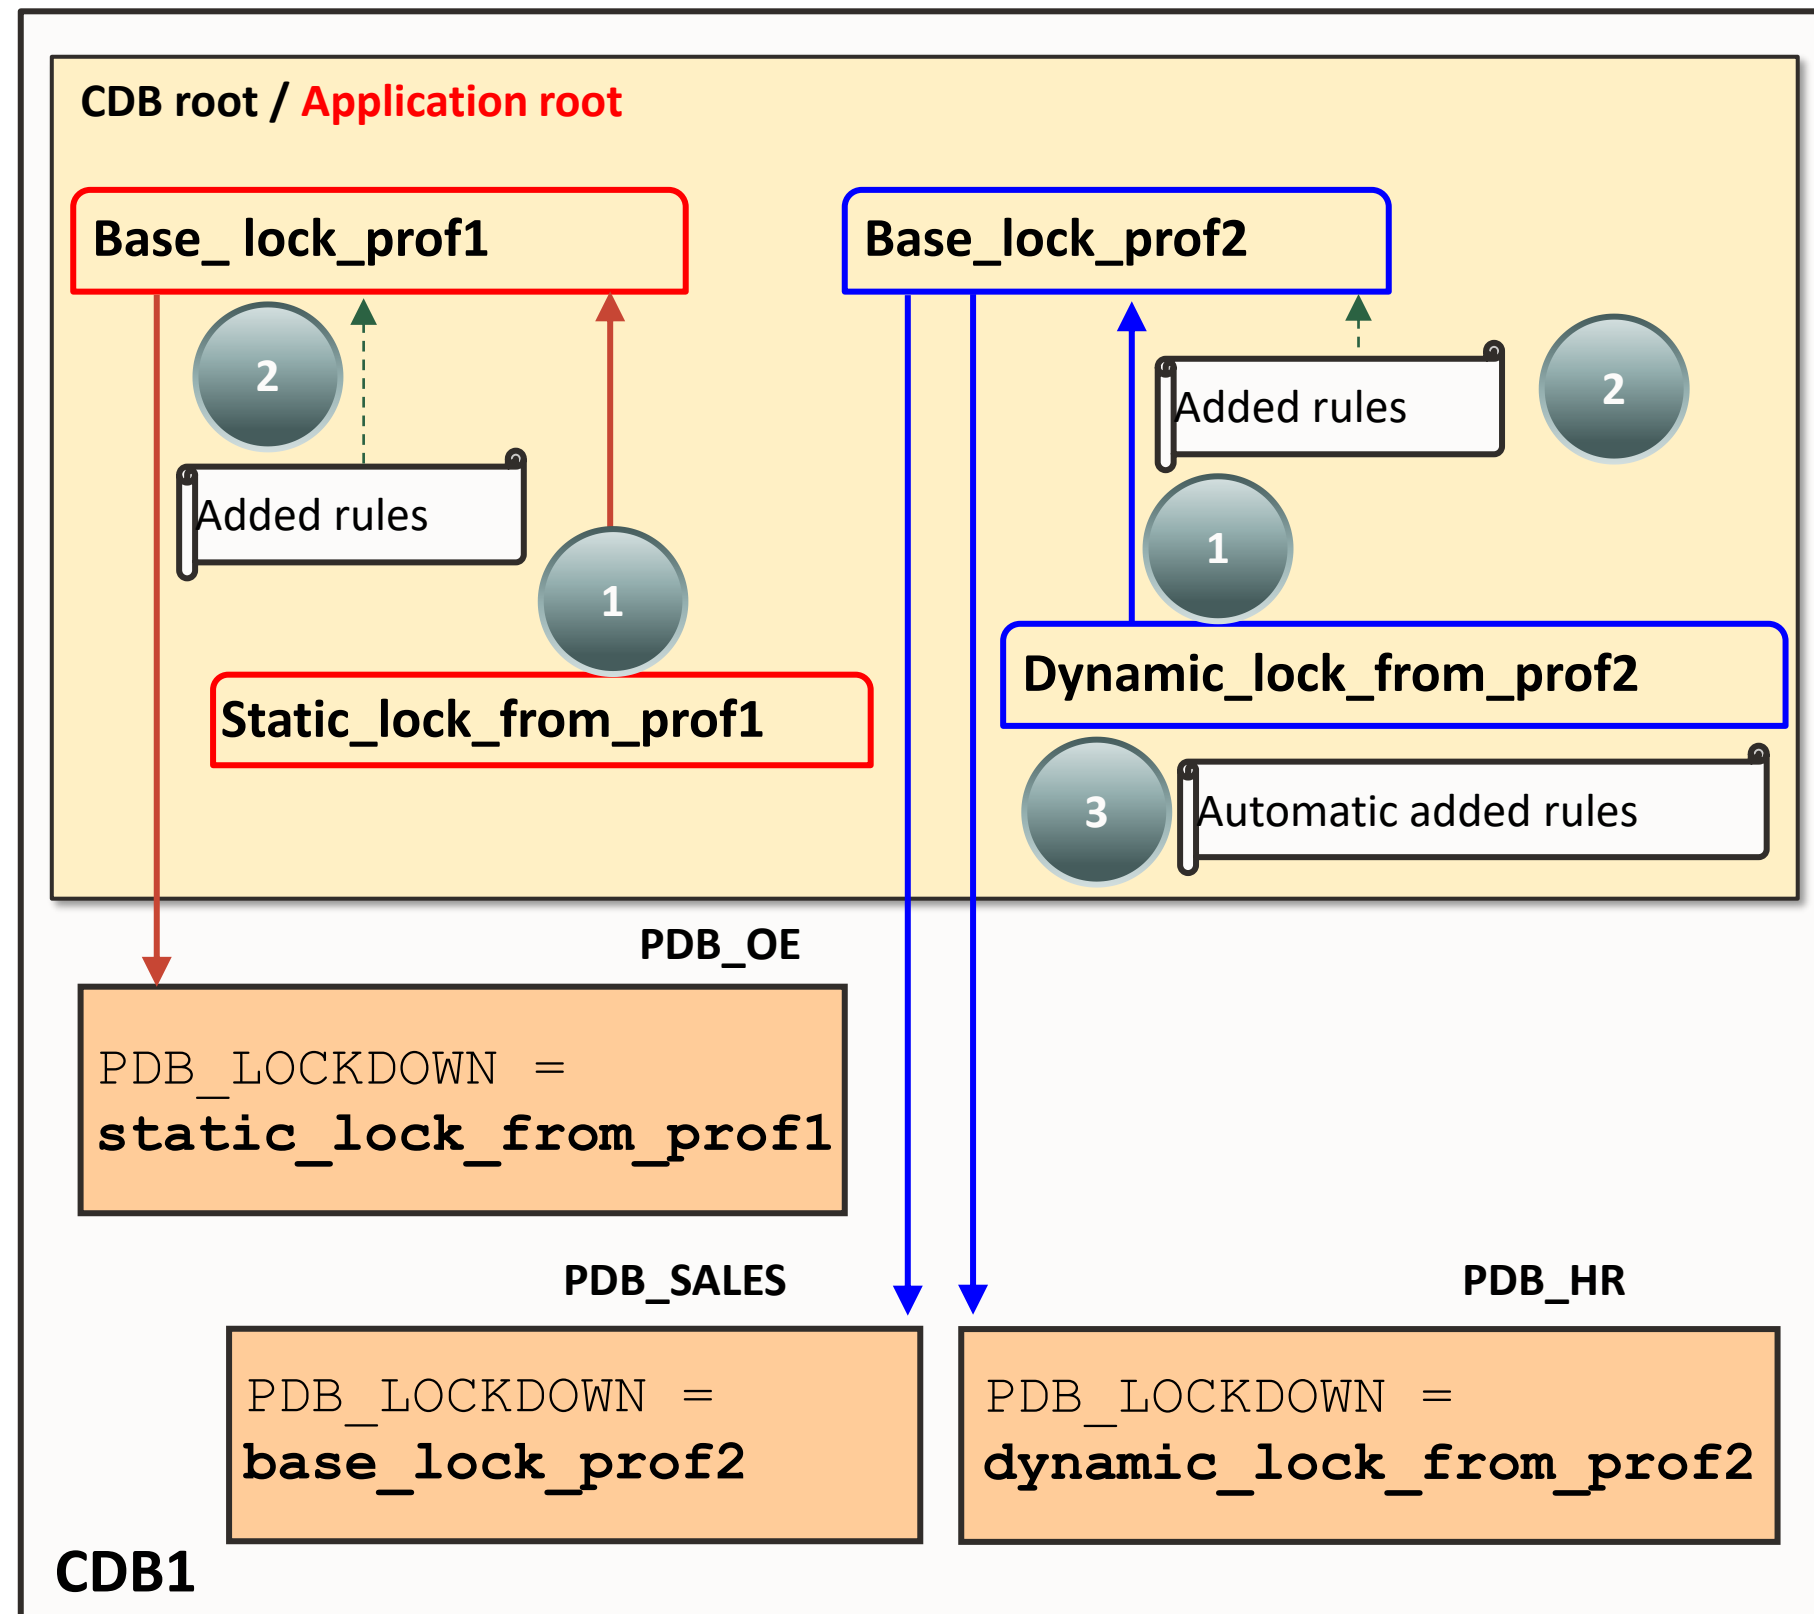 CDB root / Application root
Base_ lock_prof1
Base_lock_prof2
2
Added rules
2
Added rules
1
1
Static_lock_from_prof1
Dynamic_lock_from_prof2
3
Automatic added rules
PDB_OE
PDB_LOCKDOWN =
static_lock_from_prof1
PDB_SALES
PDB_HR
PDB_LOCKDOWN =
base_lock_prof2
PDB_LOCKDOWN =
dynamic_lock_from_prof2
CDB1